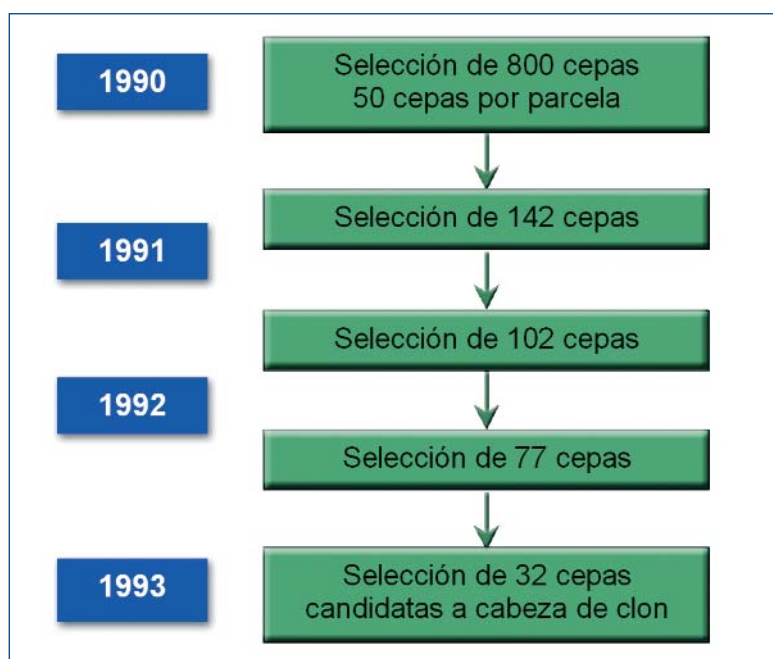 1990
Selección de 800 cepas
50 cepas por parcela
Selección de 142 cepas
1991
Selección de 102 cepas
1992
Selección de 77 cepas
1993
Selección de 32 cepas
candidatas a cabeza de clon